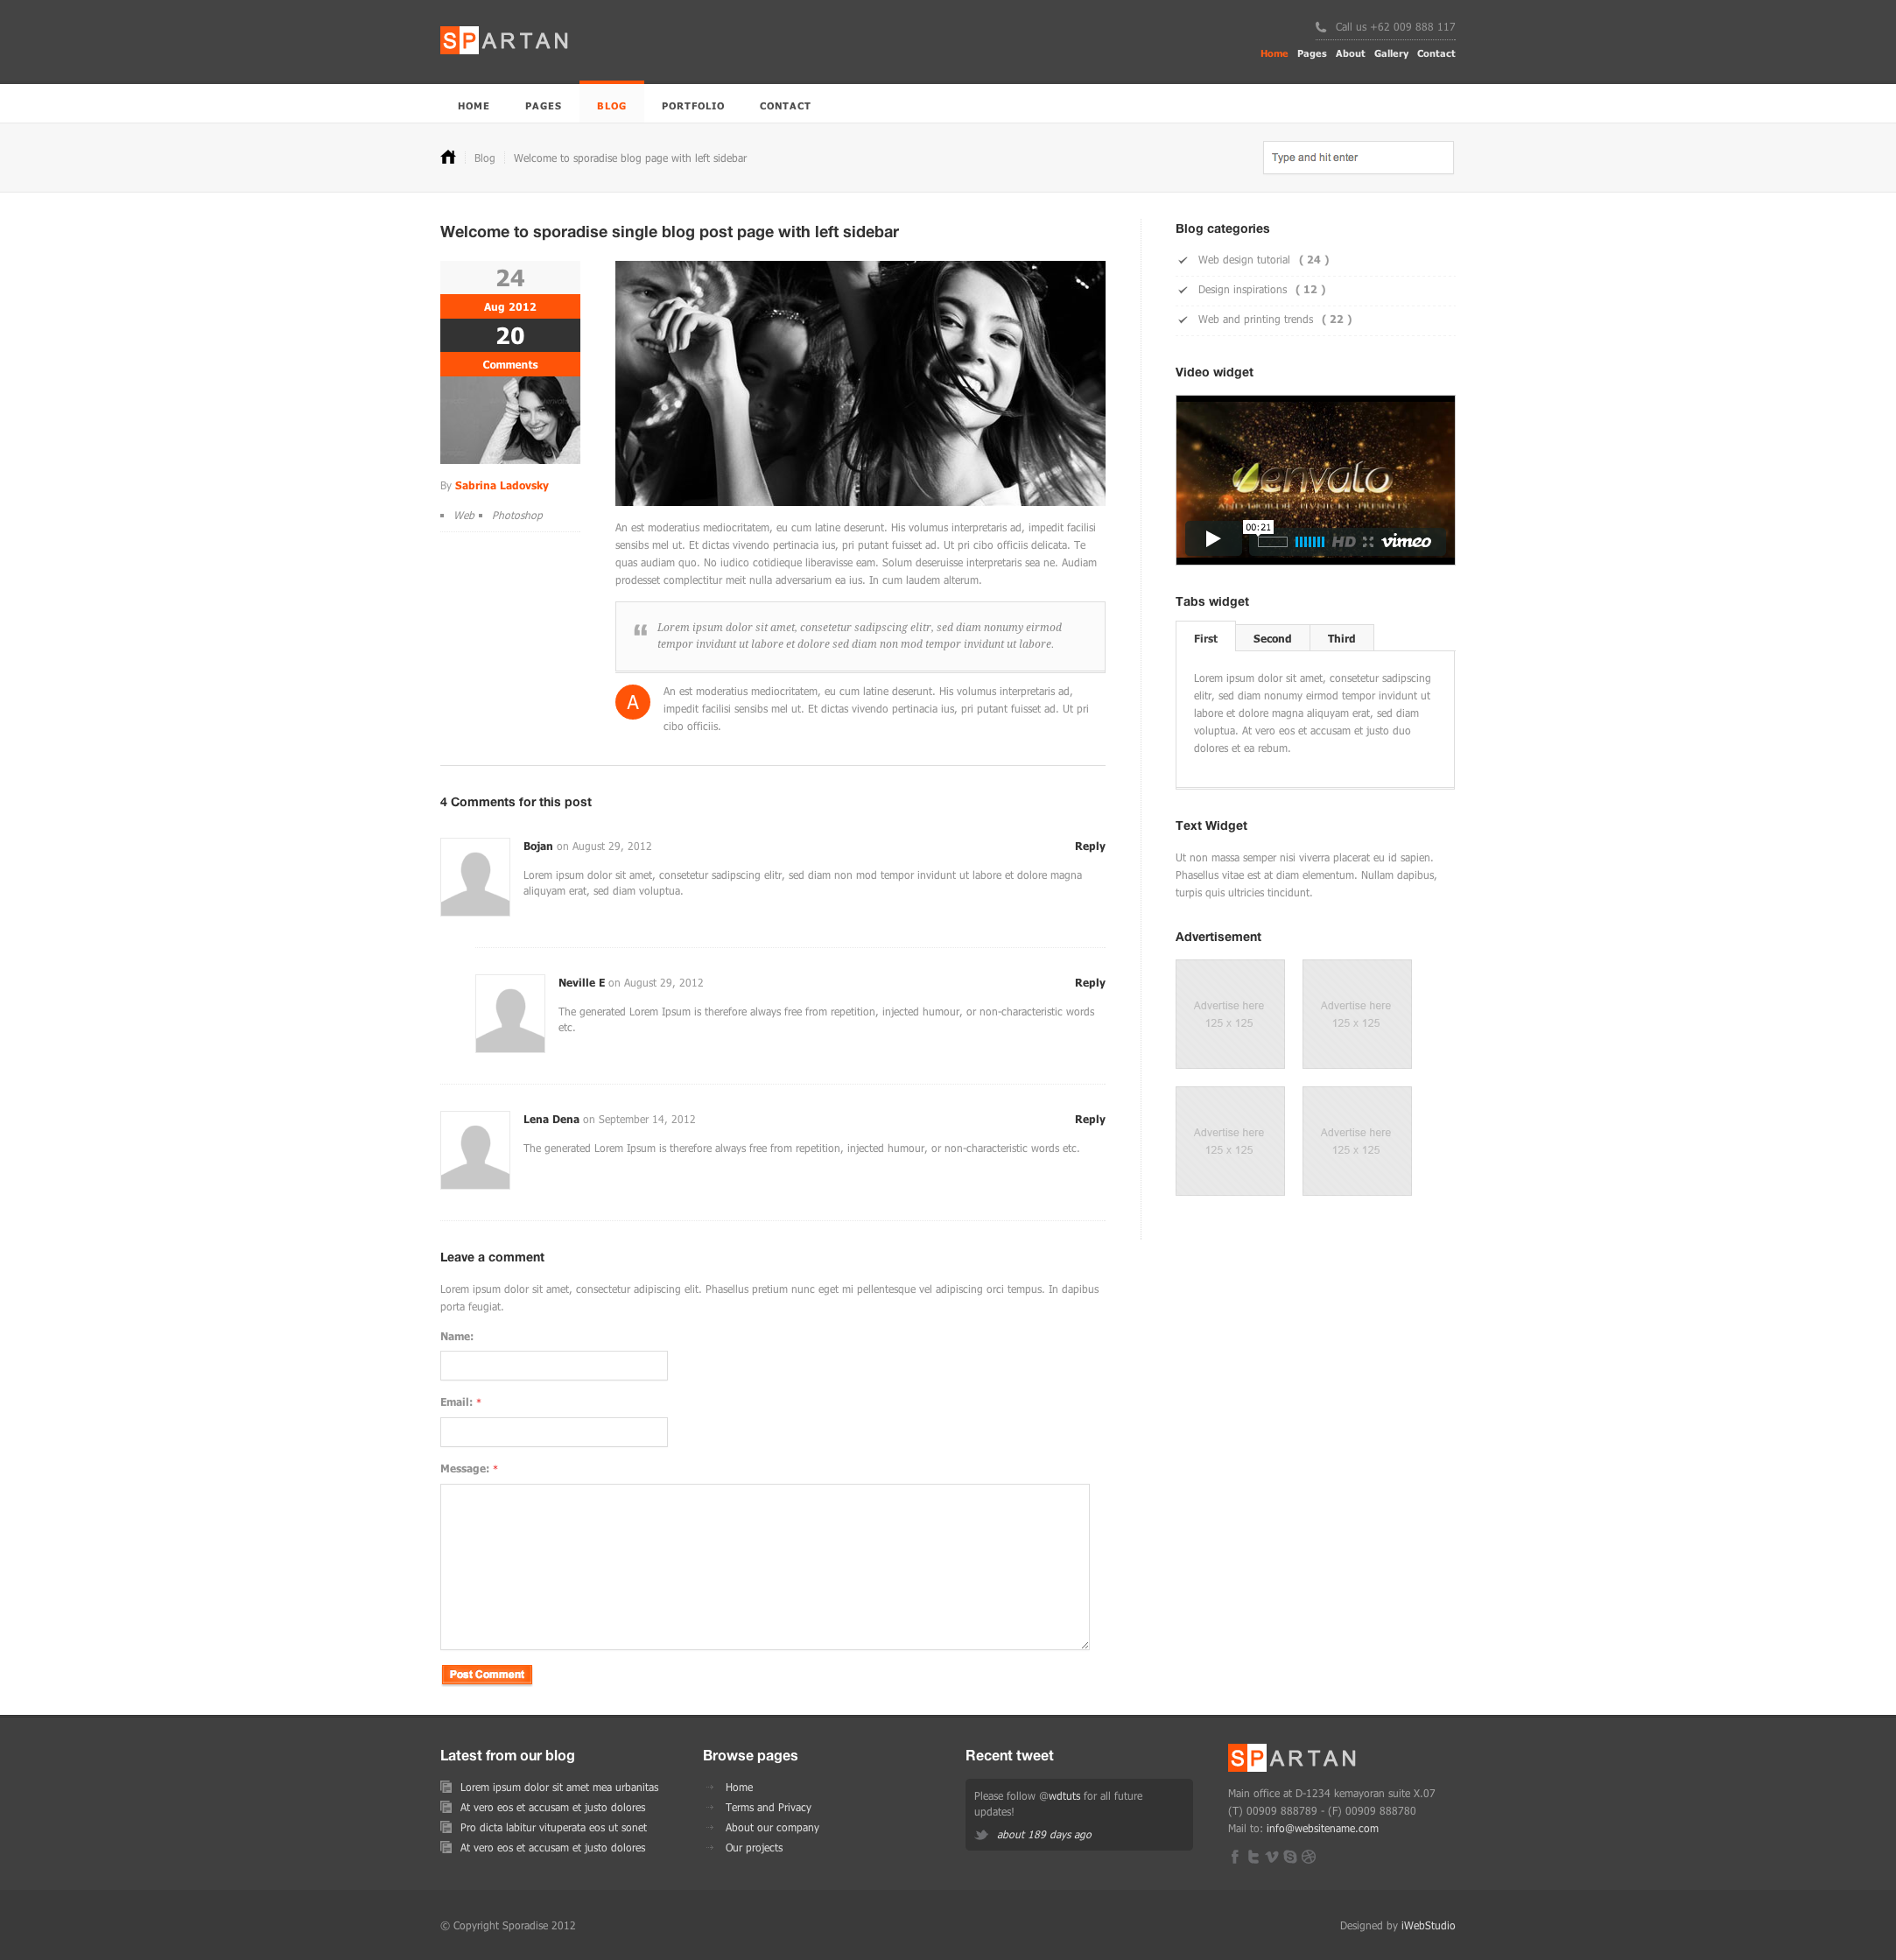 SPARTAN
Call us +62 009 888 117
Home Pages About Gallery Contact
HOME PAGES BLOG PORTFOLIO CONTACT
Blog Welcome to sporadise blog page with left sidebar
Type and hit enter
Welcome to sporadise single blog post page with left sidebar
24
Aug 2012
20
Comments
By Sabrina Ladovsky
Web Photoshop
An est moderatius mediocritatem, eu cum latine deserunt. His volumus interpretaris ad, impedit facilisi
sensibs mel ut. Et dictas vivendo pertinacia ius, pri putant fuisset ad. Ut pri cibo officiis delicata. Te
quas audiam quo. No iudico cotidieque liberavisse eam. Solum deseruisse interpretaris sea ne. Audiam
prodesset complectitur meit nulla adversarium ea ius. In cum laudem alterum.
“ Lorem ipsum dolor sit amet, consetetur sadipscing elitr, sed diam nonumy eirmod
tempor invidunt ut labore et dolore sed diam non mod tempor invidunt ut labore.
A
An est moderatius mediocritatem, eu cum latine deserunt. His volumus interpretaris ad,
impedit facilisi sensibs mel ut. Et dictas vivendo pertinacia ius, pri putant fuisset ad. Ut pri
cibo officiis.
4 Comments for this post
Bojan on August 29, 2012 Reply
Lorem ipsum dolor sit amet, consetetur sadipscing elitr, sed diam non mod tempor invidunt ut labore et dolore magna
aliquyam erat, sed diam voluptua.
Neville E on August 29, 2012 Reply
The generated Lorem Ipsum is therefore always free from repetition, injected humour, or non-characteristic words
etc.
Lena Dena on September 14, 2012 Reply
The generated Lorem Ipsum is therefore always free from repetition, injected humour, or non-characteristic words etc.
Leave a comment
Lorem ipsum dolor sit amet, consectetur adipiscing elit. Phasellus pretium nunc eget mi pellentesque vel adipiscing orci tempus. In dapibus
porta feugiat.
Name:
Email: *
Message: *
Post Comment
Blog categories
Web design tutorial ( 24 )
Design inspirations ( 12 )
Web and printing trends ( 22 )
Video widget
envato
00:21
HD vimeo
Tabs widget
First Second Third
Lorem ipsum dolor sit amet, consetetur sadipscing
elitr, sed diam nonumy eirmod tempor invidunt ut
labore et dolore magna aliquyam erat, sed diam
voluptua. At vero eos et accusam et justo duo
dolores et ea rebum.
Text Widget
Ut non massa semper nisi viverra placerat eu id sapien.
Phasellus vitae est at diam elementum. Nullam dapibus,
turpis quis ultricies tincidunt.
Advertisement
Advertise here
125 x 125
Advertise here
125 x 125
Advertise here
125 x 125
Advertise here
125 x 125
Latest from our blog
Lorem ipsum dolor sit amet mea urbanitas
At vero eos et accusam et justo dolores
Pro dicta labitur vituperata eos ut sonet
At vero eos et accusam et justo dolores
Browse pages
Home
Terms and Privacy
About our company
Our projects
Recent tweet
Please follow @wdtuts for all future
updates!
about 189 days ago
SPARTAN
Main office at D-1234 kemayoran suite X.07
(T) 00909 888789 - (F) 00909 888780
Mail to: info@websitename.com
© Copyright Sporadise 2012
Designed by iWebStudio